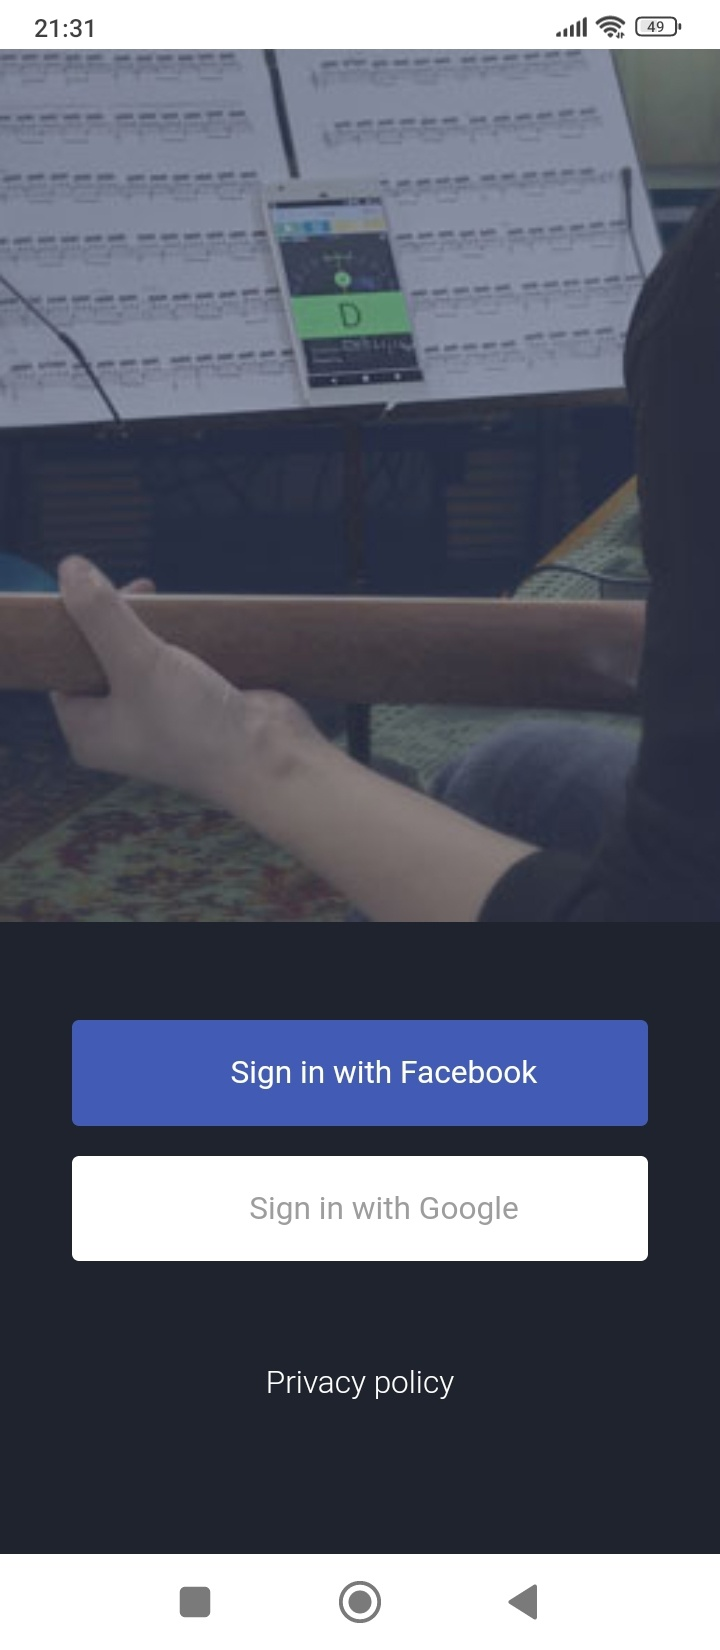 21:31
49
D
Sign in with Facebook
Sign in with Google
Privacy policy